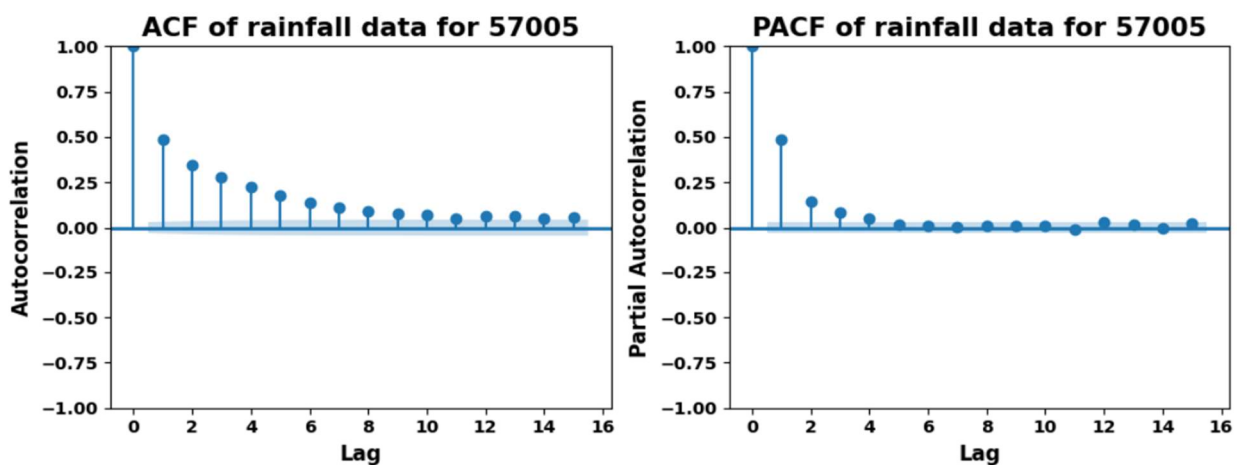 ACF of rainfall data for 57005
1.00
0.75
0.50
0.25
0.00
−0.25
−0.50
−0.75
−1.00
Autocorrelation
0 2 4 6 8 10 12 14 16
Lag
PACF of rainfall data for 57005
1.00
0.75
0.50
0.25
0.00
−0.25
−0.50
−0.75
−1.00
Partial Autocorrelation
0 2 4 6 8 10 12 14 16
Lag